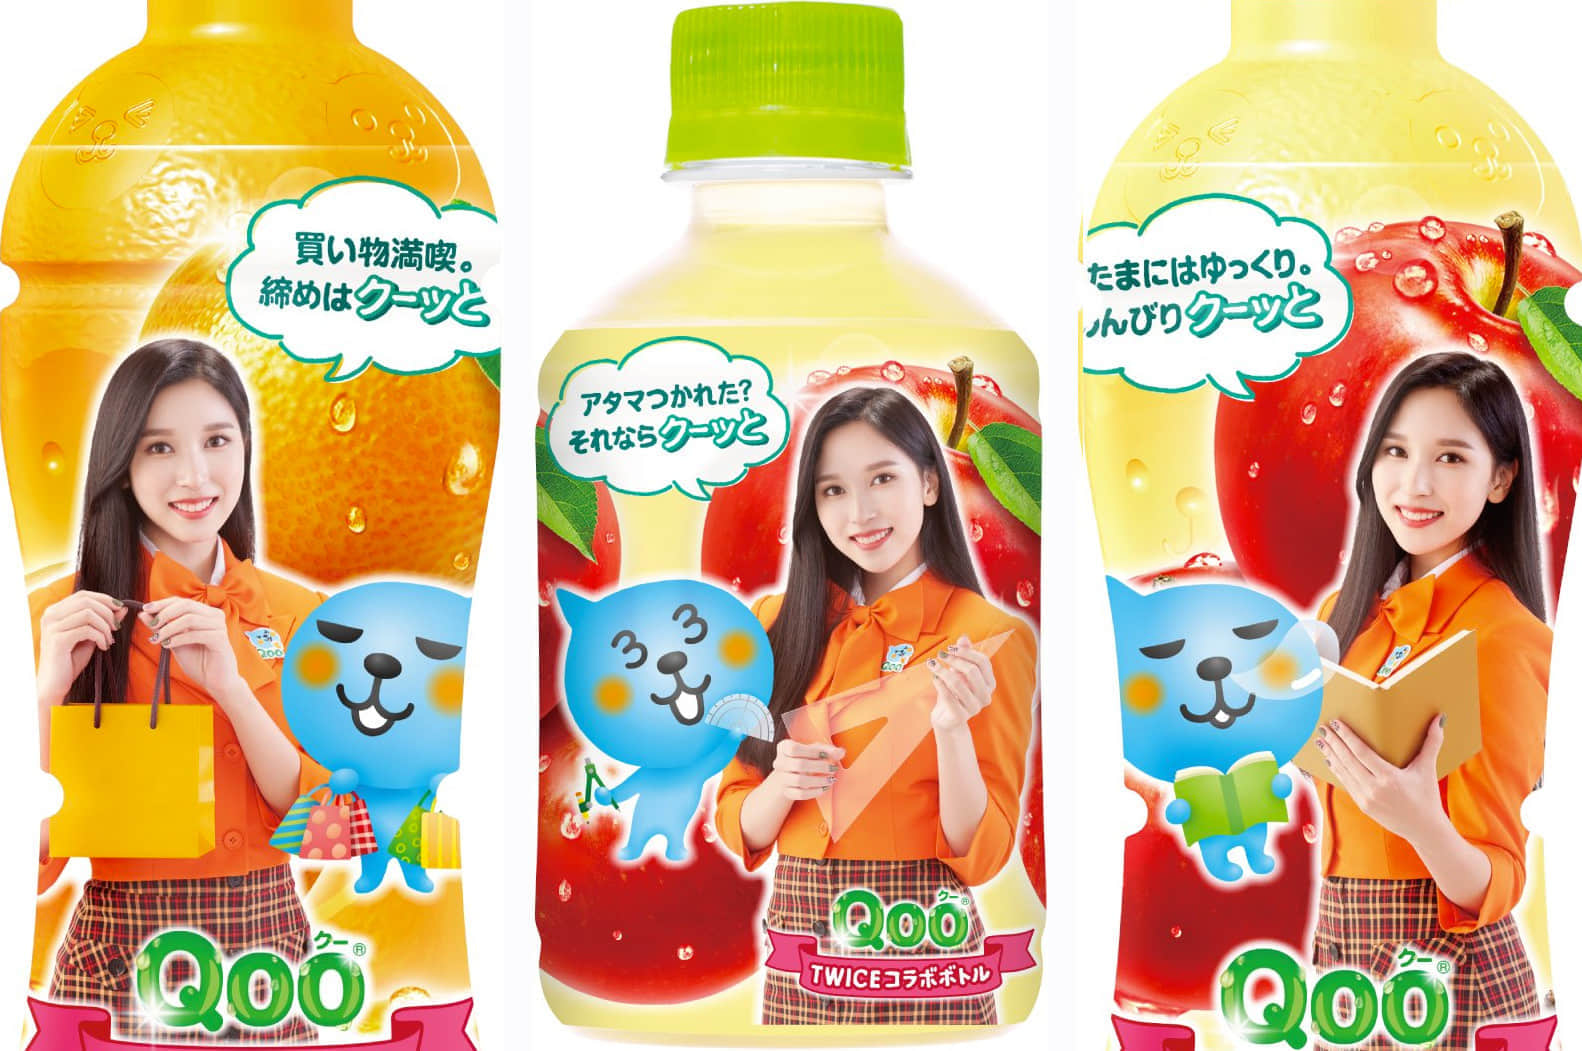 買い物満喫。
締めはクーッと
Qoo
クー®
Qoo
アタマつかれた?
それならクーッと
Qoo
Qoo
クー®
TWICEコラボボトル
たまにはゆっくり。
んびりクーッと
Qoo
Qoo
クー®